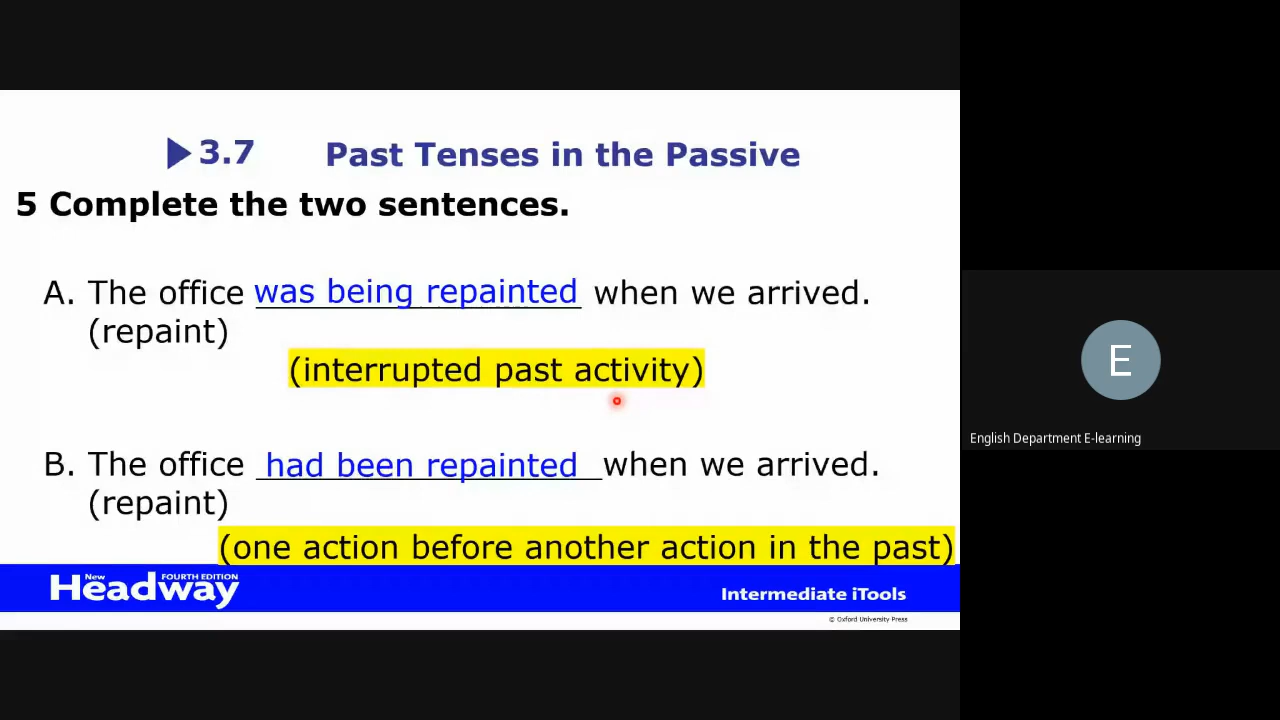 3.7 Past Tenses in the Passive
5 Complete the two sentences.
A. The office was being repainted when we arrived.
(repaint)
(interrupted past activity)
B. The office had been repainted when we arrived.
(repaint)
(one action before another action in the past)
New Headway FOURTH EDITION
Intermediate iTools
© Oxford University Press
E
English Department E-learning